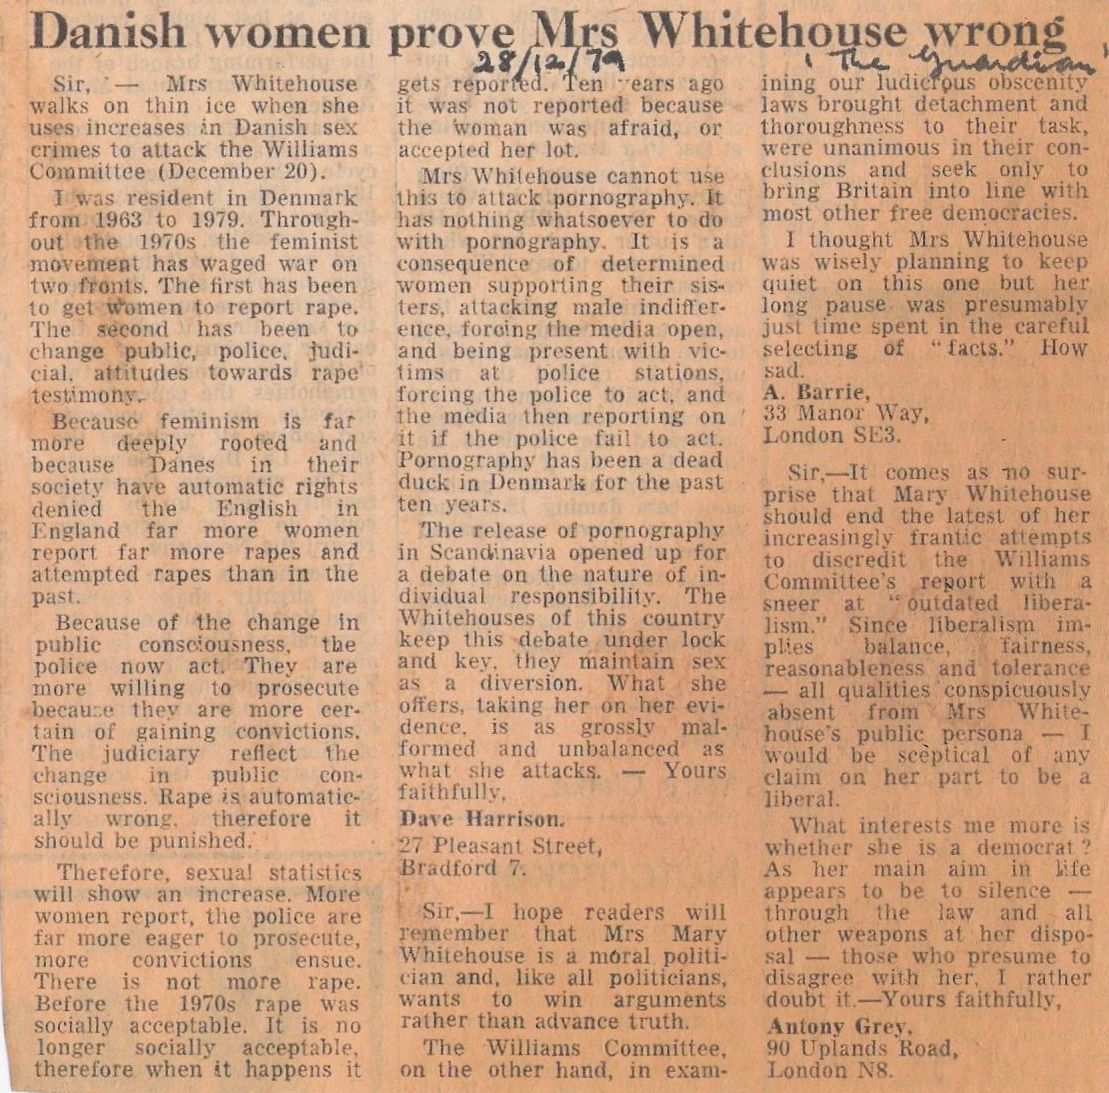 Danish women prove Mrs Whitehouse wrong
28/12/79
'The Guardian'
Sir, — Mrs Whitehouse
walks on thin ice when she
uses increases in Danish sex
crimes to attack the Williams
Committee (December 20).
I was resident in Denmark
from 1963 to 1979. Through-
out the 1970s the feminist
movement has waged war on
two fronts. The first has been
to get women to report rape.
The second has been to
change public, police, judi-
cial, attitudes towards rape
testimony.
Because feminism is far
more deeply rooted and
because Danes in their
society have automatic rights
denied the English in
England far more women
report far more rapes and
attempted rapes than in the
past.
Because of the change in
public consciousness, the
police now act. They are
more willing to prosecute
because they are more cer-
tain of gaining convictions.
The judiciary reflect the
change in public con-
sciousness. Rape is automatic-
ally wrong, therefore it
should be punished.
Therefore, sexual statistics
will show an increase. More
women report, the police are
far more eager to prosecute,
more convictions ensue.
There is not more rape.
Before the 1970s rape was
socially acceptable. It is no
longer socially acceptable,
therefore when it happens it
gets reported. Ten years ago
it was not reported because
the woman was afraid, or
accepted her lot.
Mrs Whitehouse cannot use
this to attack pornography. It
has nothing whatsoever to do
with pornography. It is a
consequence of determined
women supporting their sis-
ters, attacking male indiffer-
ence, forcing the media open,
and being present with vic-
tims at police stations,
forcing the police to act, and
the media then reporting on
it if the police fail to act.
Pornography has been a dead
duck in Denmark for the past
ten years.
The release of pornography
in Scandinavia opened up for
a debate on the nature of in-
dividual responsibility. The
Whitehouses of this country
keep this debate under lock
and key, they maintain sex
as a diversion. What she
offers, taking her on her evi-
dence, is as grossly mal-
formed and unbalanced as
what she attacks. — Yours
faithfully,
Dave Harrison.
27 Pleasant Street,
Bradford 7.
Sir,—I hope readers will
remember that Mrs Mary
Whitehouse is a moral politi-
cian and, like all politicians,
wants to win arguments
rather than advance truth.
The Williams Committee,
on the other hand, in exam-
ining our ludicrous obscenity
laws brought detachment and
thoroughness to their task,
were unanimous in their con-
clusions and seek only to
bring Britain into line with
most other free democracies.
I thought Mrs Whitehouse
was wisely planning to keep
quiet on this one but her
long pause was presumably
just time spent in the careful
selecting of "facts." How
sad.
A. Barrie,
33 Manor Way,
London SE3.
Sir,—It comes as no sur-
prise that Mary Whitehouse
should end the latest of her
increasingly frantic attempts
to discredit the Williams
Committee's report with a
sneer at "outdated libera-
lism." Since liberalism im-
plies balance, fairness,
reasonableness and tolerance
— all qualities conspicuously
absent from Mrs White-
house's public persona — I
would be sceptical of any
claim on her part to be a
liberal.
What interests me more is
whether she is a democrat?
As her main aim in life
appears to be to silence —
through the law and all
other weapons at her dispo-
sal — those who presume to
disagree with her, I rather
doubt it.—Yours faithfully,
Antony Grey,
90 Uplands Road,
London N8.